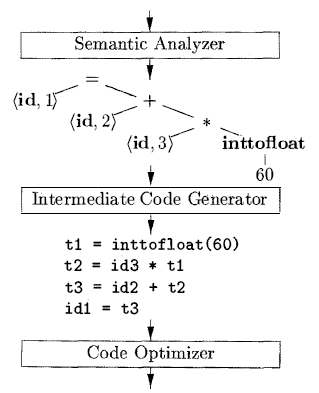 Semantic Analyzer
=
⟨id, 1⟩
+
⟨id, 2⟩
*
⟨id, 3⟩
inttofloat
60
Intermediate Code Generator
t1 = inttofloat(60)
t2 = id3 * t1
t3 = id2 + t2
id1 = t3
Code Optimizer